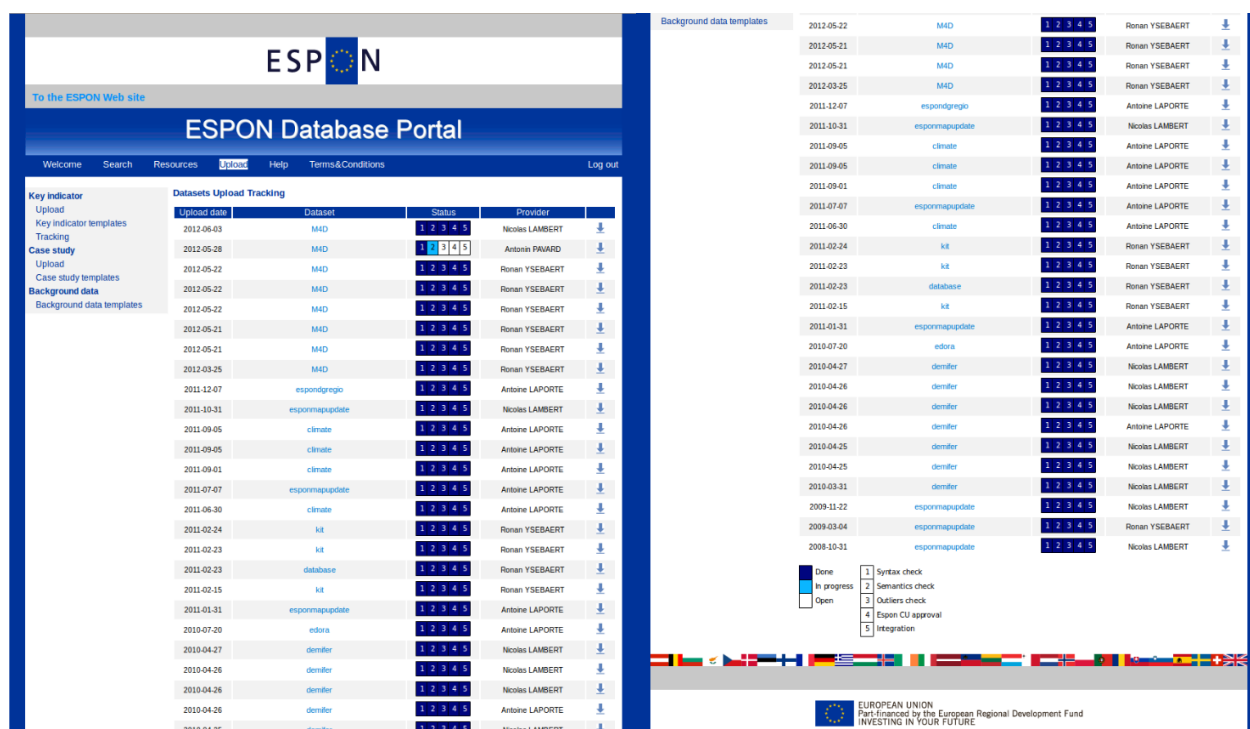 ESPON
To the ESPON Web site
ESPON Database Portal
Welcome Search Resources Upload Help Terms&Conditions Log out
Key indicator
Upload
Key indicator templates
Tracking
Case study
Upload
Case study templates
Background data
Background data templates
Datasets Upload Tracking
Upload date Dataset Status Provider
2012-06-03 M4D 1 2 3 4 5 Nicolas LAMBERT
2012-05-28 M4D 1 2 3 4 5 Antonin PAVARD
2012-05-22 M4D 1 2 3 4 5 Ronan YSEBAERT
2012-05-22 M4D 1 2 3 4 5 Ronan YSEBAERT
2012-05-22 M4D 1 2 3 4 5 Ronan YSEBAERT
2012-05-21 M4D 1 2 3 4 5 Ronan YSEBAERT
2012-05-21 M4D 1 2 3 4 5 Ronan YSEBAERT
2012-03-25 M4D 1 2 3 4 5 Ronan YSEBAERT
2011-12-07 espondgregio 1 2 3 4 5 Antoine LAPORTE
2011-10-31 esponmapupdate 1 2 3 4 5 Nicolas LAMBERT
2011-09-05 climate 1 2 3 4 5 Antoine LAPORTE
2011-09-05 climate 1 2 3 4 5 Antoine LAPORTE
2011-09-01 climate 1 2 3 4 5 Antoine LAPORTE
2011-07-07 esponmapupdate 1 2 3 4 5 Antoine LAPORTE
2011-06-30 climate 1 2 3 4 5 Antoine LAPORTE
2011-02-24 kit 1 2 3 4 5 Ronan YSEBAERT
2011-02-23 kit 1 2 3 4 5 Ronan YSEBAERT
2011-02-23 database 1 2 3 4 5 Ronan YSEBAERT
2011-02-15 kit 1 2 3 4 5 Ronan YSEBAERT
2011-01-31 esponmapupdate 1 2 3 4 5 Antoine LAPORTE
2010-07-20 edora 1 2 3 4 5 Antoine LAPORTE
2010-04-27 demifer 1 2 3 4 5 Nicolas LAMBERT
2010-04-26 demifer 1 2 3 4 5 Nicolas LAMBERT
2010-04-26 demifer 1 2 3 4 5 Nicolas LAMBERT
2010-04-26 demifer 1 2 3 4 5 Antoine LAPORTE
2010-04-25 demifer 1 2 3 4 5 Nicolas LAMBERT
Background data templates
2012-05-22 M4D 1 2 3 4 5 Ronan YSEBAERT
2012-05-21 M4D 1 2 3 4 5 Ronan YSEBAERT
2012-05-21 M4D 1 2 3 4 5 Ronan YSEBAERT
2012-03-25 M4D 1 2 3 4 5 Ronan YSEBAERT
2011-12-07 espondgregio 1 2 3 4 5 Antoine LAPORTE
2011-10-31 esponmapupdate 1 2 3 4 5 Nicolas LAMBERT
2011-09-05 climate 1 2 3 4 5 Antoine LAPORTE
2011-09-05 climate 1 2 3 4 5 Antoine LAPORTE
2011-09-01 climate 1 2 3 4 5 Antoine LAPORTE
2011-07-07 esponmapupdate 1 2 3 4 5 Antoine LAPORTE
2011-06-30 climate 1 2 3 4 5 Antoine LAPORTE
2011-02-24 kit 1 2 3 4 5 Ronan YSEBAERT
2011-02-23 kit 1 2 3 4 5 Ronan YSEBAERT
2011-02-23 database 1 2 3 4 5 Ronan YSEBAERT
2011-02-15 kit 1 2 3 4 5 Ronan YSEBAERT
2011-01-31 esponmapupdate 1 2 3 4 5 Antoine LAPORTE
2010-07-20 edora 1 2 3 4 5 Antoine LAPORTE
2010-04-27 demifer 1 2 3 4 5 Nicolas LAMBERT
2010-04-26 demifer 1 2 3 4 5 Nicolas LAMBERT
2010-04-26 demifer 1 2 3 4 5 Nicolas LAMBERT
2010-04-26 demifer 1 2 3 4 5 Antoine LAPORTE
2010-04-25 demifer 1 2 3 4 5 Nicolas LAMBERT
2010-04-25 demifer 1 2 3 4 5 Nicolas LAMBERT
2010-03-31 demifer 1 2 3 4 5 Nicolas LAMBERT
2009-11-22 esponmapupdate 1 2 3 4 5 Nicolas LAMBERT
2009-03-04 esponmapupdate 1 2 3 4 5 Ronan YSEBAERT
2008-10-31 esponmapupdate 1 2 3 4 5 Nicolas LAMBERT
Done 1 Syntax check
In progress 2 Semantics check
Open 3 Outliers check
4 Espon CU approval
5 Integration
EUROPEAN UNION
Part-financed by the European Regional Development Fund
INVESTING IN YOUR FUTURE